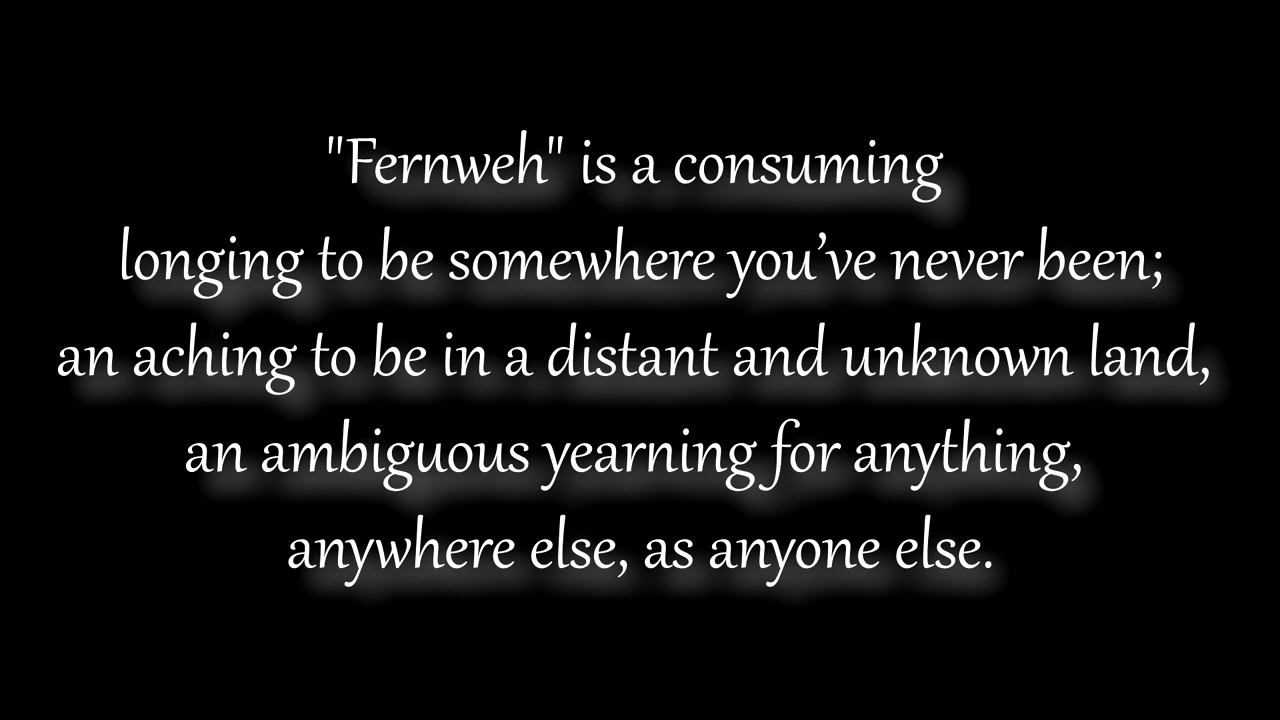 "Fernweh" is a consuming
longing to be somewhere you’ve never been;
an aching to be in a distant and unknown land,
an ambiguous yearning for anything,
anywhere else, as anyone else.